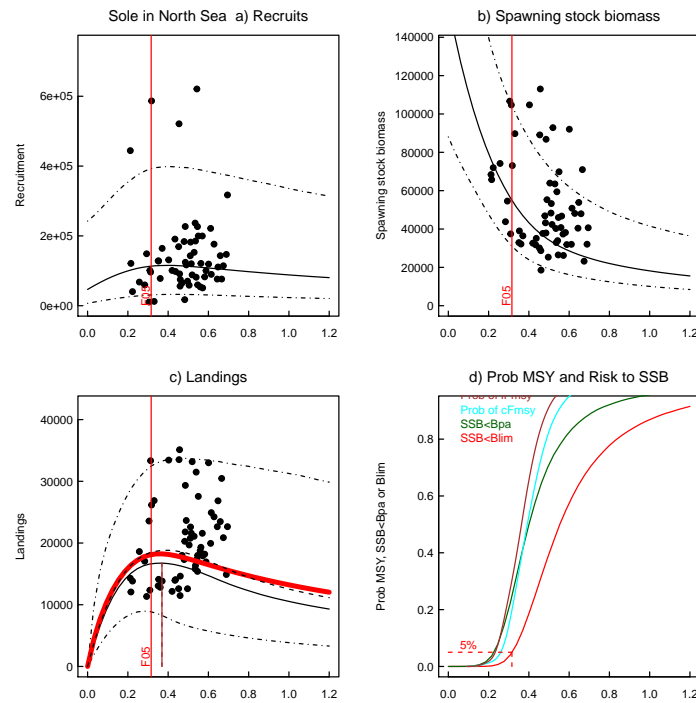 Sole in North Sea a) Recruits
Recruitment
0e+00
2e+05
4e+05
6e+05
0.0 0.2 0.4 0.6 0.8 1.0 1.2
F05
b) Spawning stock biomass
Spawning stock biomass
0
20000
40000
60000
80000
100000
120000
140000
0.0 0.2 0.4 0.6 0.8 1.0 1.2
F05
c) Landings
Landings
0
10000
20000
30000
40000
0.0 0.2 0.4 0.6 0.8 1.0 1.2
F05
d) Prob MSY and Risk to SSB
Prob MSY, SSB<Bpa or Blim
0.0
0.2
0.4
0.6
0.8
0.0 0.2 0.4 0.6 0.8 1.0 1.2
Prob of cFmsy
SSB<Bpa
SSB<Blim
5%